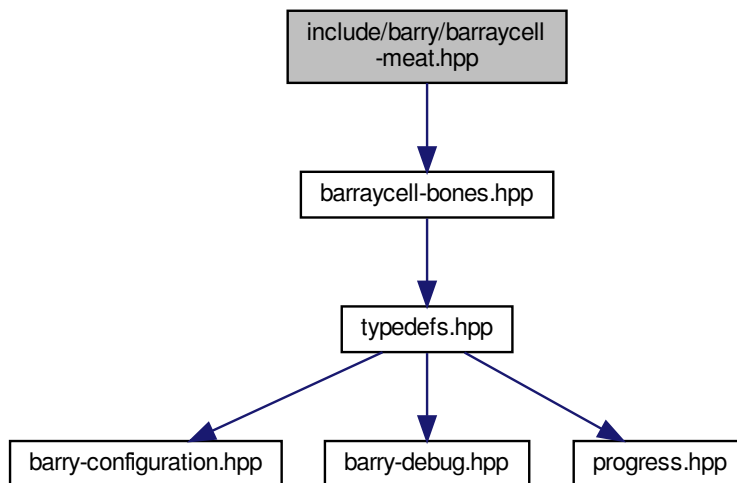 include/barry/barraycell
-meat.hpp
barraycell-bones.hpp
typedefs.hpp
barry-configuration.hpp
barry-debug.hpp
progress.hpp